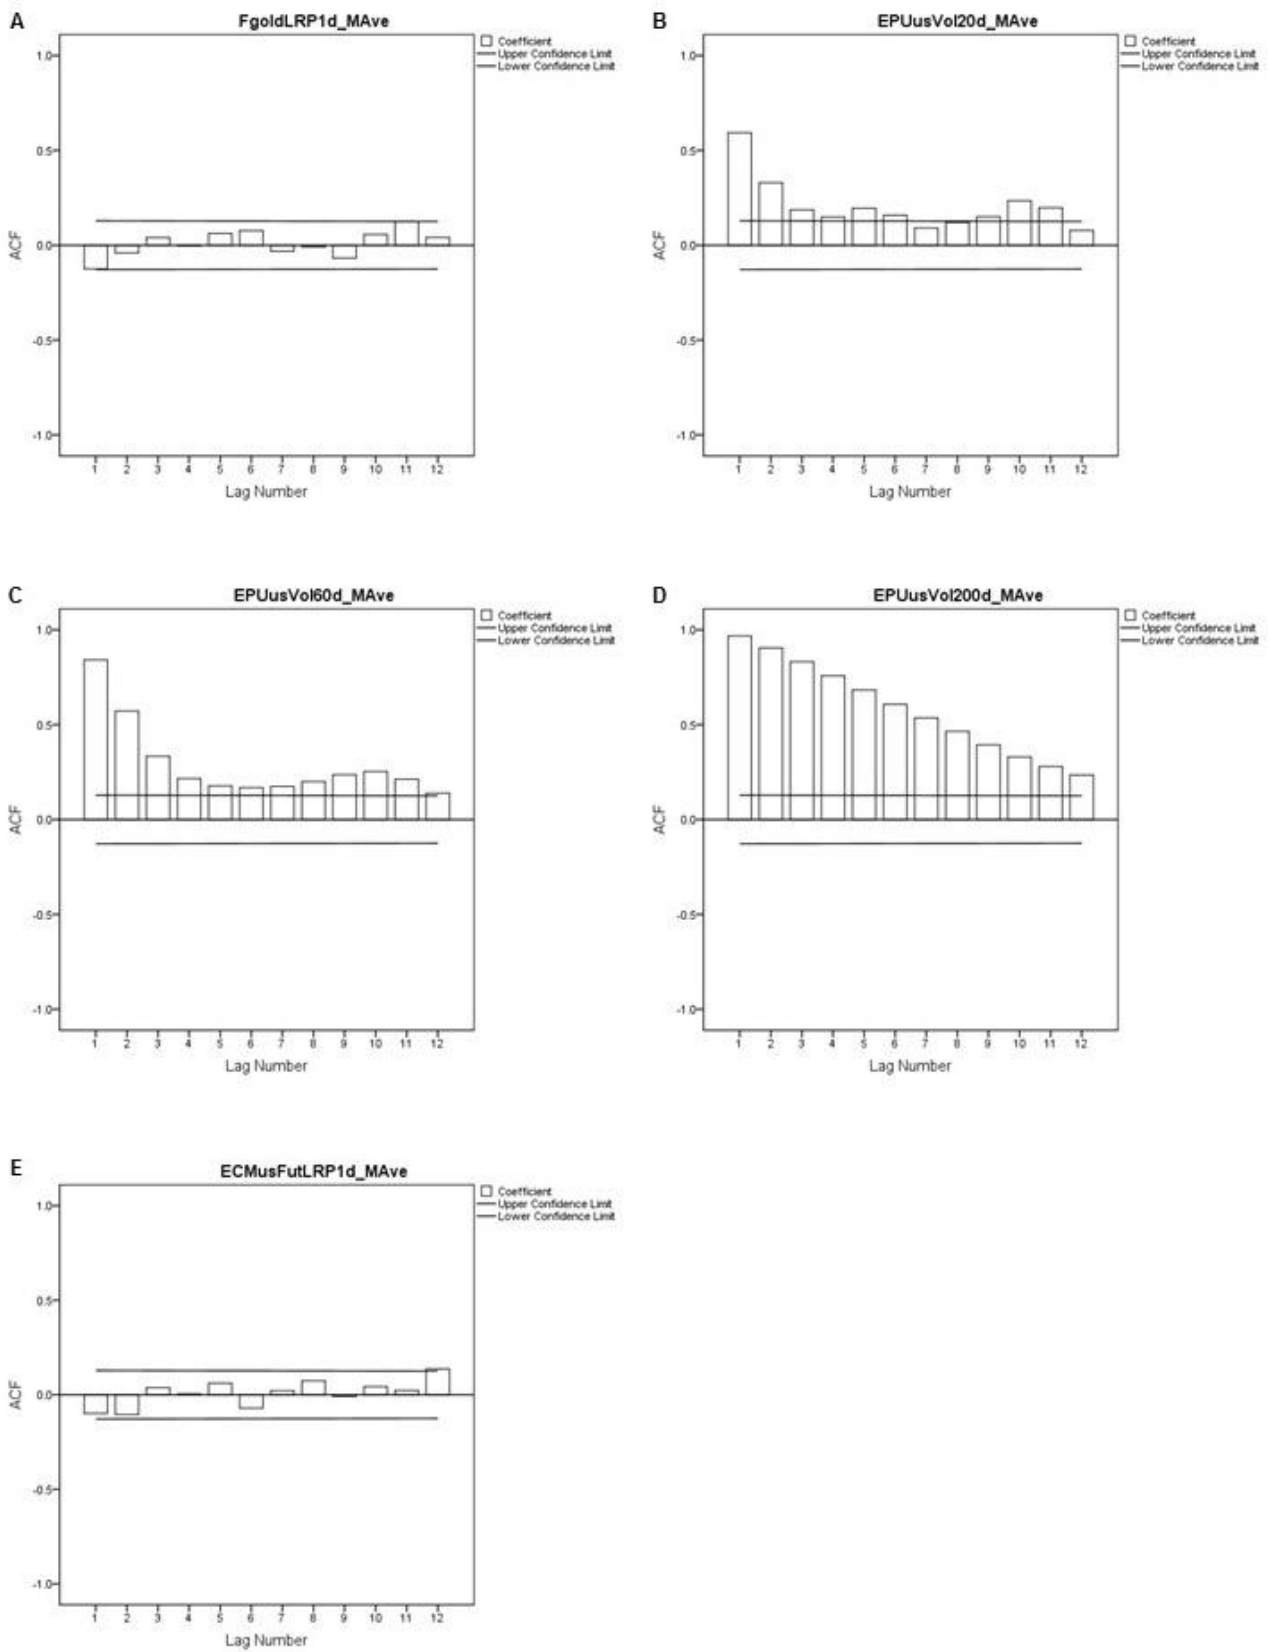 A
FgoldLRP1d_MAve
Coefficient
Upper Confidence Limit
Lower Confidence Limit
1.0
0.5
0.0
-0.5
-1.0
ACF
1 2 3 4 5 6 7 8 9 10 11 12
Lag Number
B
EPUusVol20d_MAve
Coefficient
Upper Confidence Limit
Lower Confidence Limit
1.0
0.5
0.0
-0.5
-1.0
ACF
1 2 3 4 5 6 7 8 9 10 11 12
Lag Number
C
EPUusVol60d_MAve
Coefficient
Upper Confidence Limit
Lower Confidence Limit
1.0
0.5
0.0
-0.5
-1.0
ACF
1 2 3 4 5 6 7 8 9 10 11 12
Lag Number
D
EPUusVol200d_MAve
Coefficient
Upper Confidence Limit
Lower Confidence Limit
1.0
0.5
0.0
-0.5
-1.0
ACF
1 2 3 4 5 6 7 8 9 10 11 12
Lag Number
E
ECMusFutLRP1d_MAve
Coefficient
Upper Confidence Limit
Lower Confidence Limit
1.0
0.5
0.0
-0.5
-1.0
ACF
1 2 3 4 5 6 7 8 9 10 11 12
Lag Number